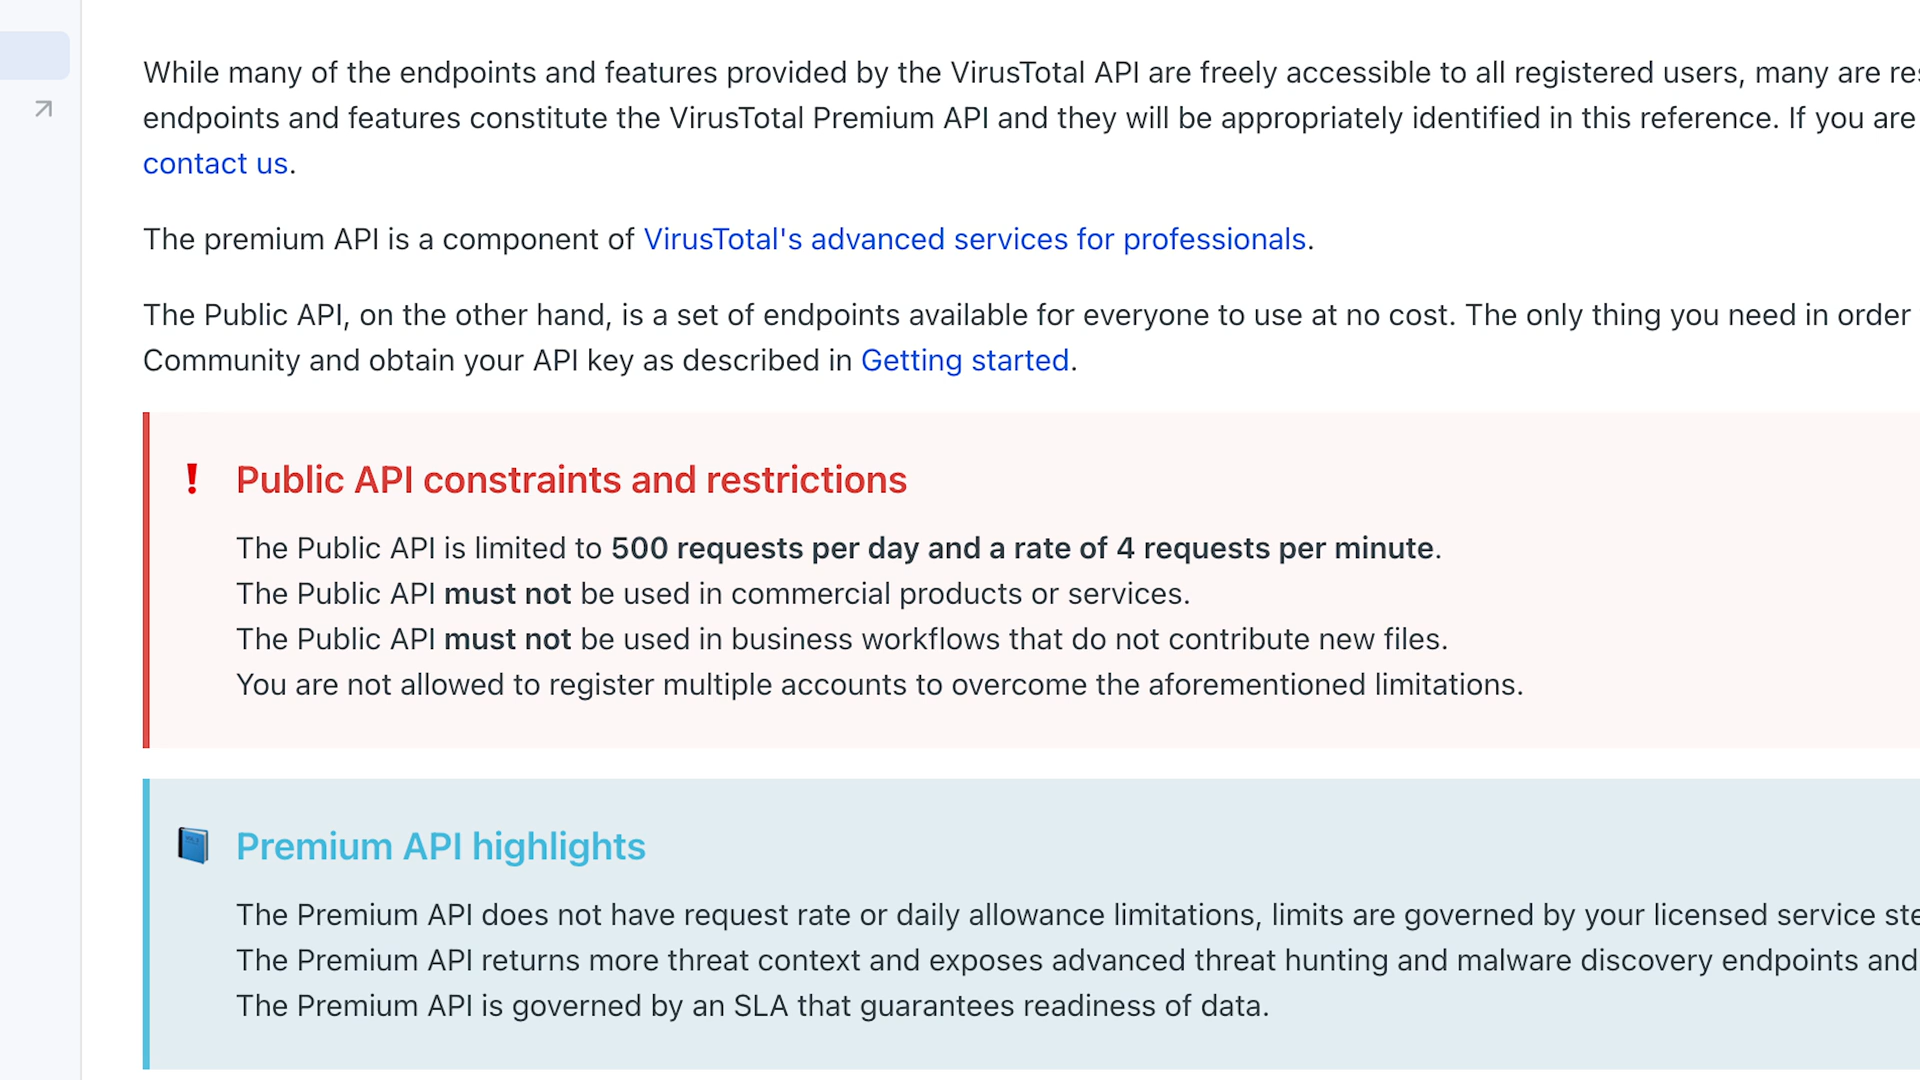 While many of the endpoints and features provided by the VirusTotal API are freely accessible to all registered users, many are
endpoints and features constitute the VirusTotal Premium API and they will be appropriately identified in this reference. If you are
contact us.
The premium API is a component of VirusTotal's advanced services for professionals.
The Public API, on the other hand, is a set of endpoints available for everyone to use at no cost. The only thing you need in order
Community and obtain your API key as described in Getting started.
Public API constraints and restrictions
The Public API is limited to 500 requests per day and a rate of 4 requests per minute.
The Public API must not be used in commercial products or services.
The Public API must not be used in business workflows that do not contribute new files.
You are not allowed to register multiple accounts to overcome the aforementioned limitations.
Premium API highlights
The Premium API does not have request rate or daily allowance limitations, limits are governed by your licensed service
The Premium API returns more threat context and exposes advanced threat hunting and malware discovery endpoints and
The Premium API is governed by an SLA that guarantees readiness of data.